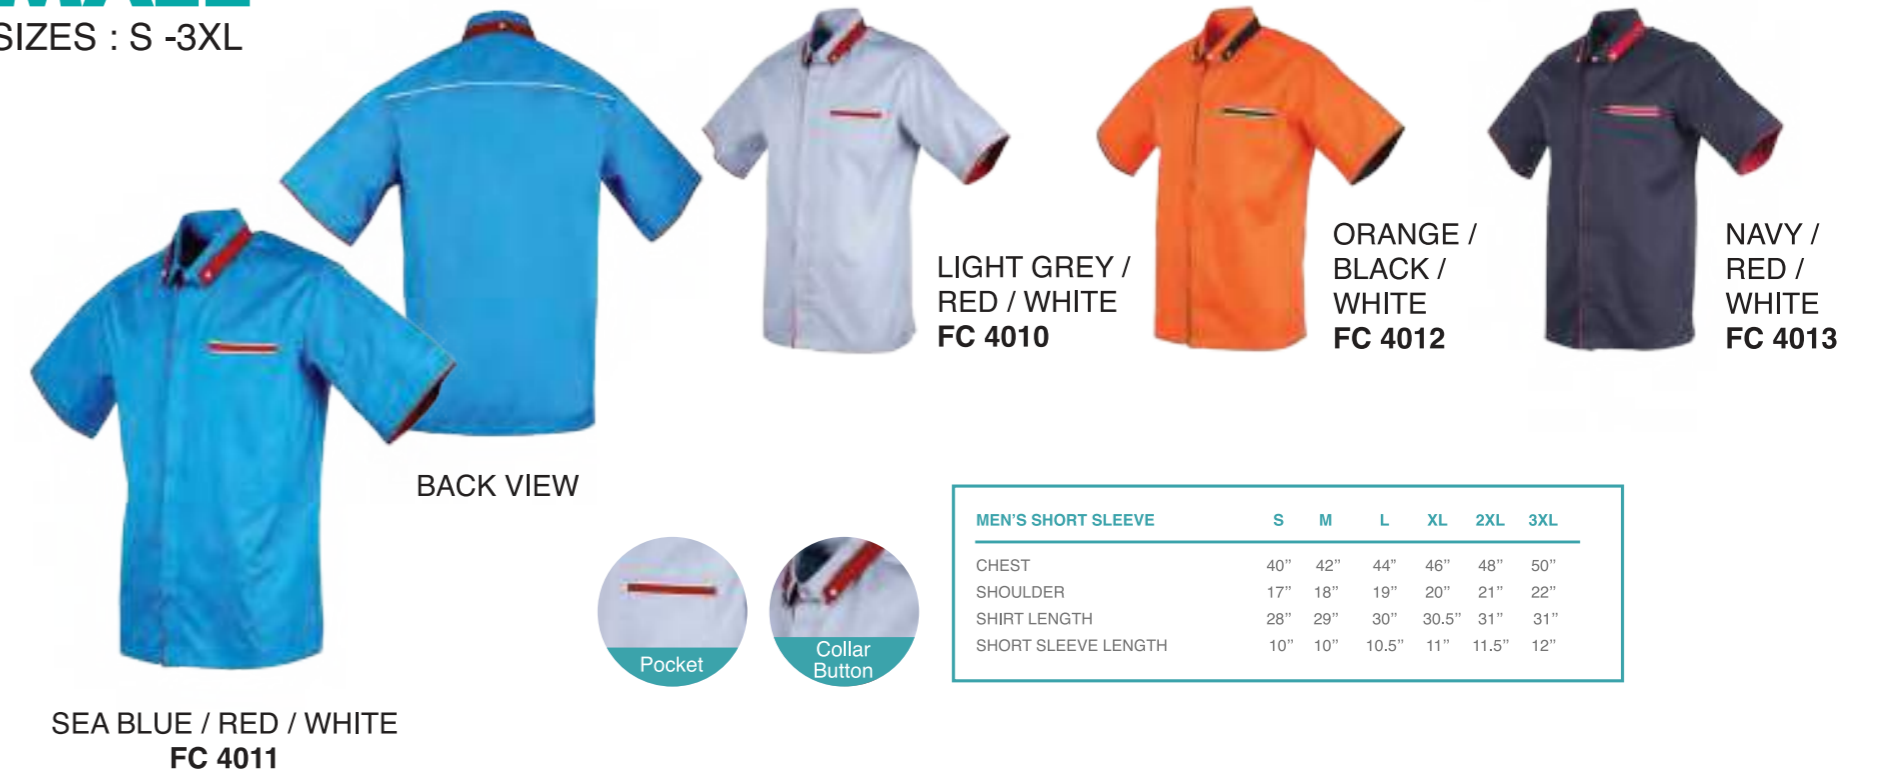 SIZES : S -3XL
LIGHT GREY /
RED / WHITE
FC 4010
ORANGE /
BLACK /
WHITE
FC 4012
NAVY /
RED /
WHITE
FC 4013
BACK VIEW
SEA BLUE / RED / WHITE
FC 4011
Pocket
Collar
Button
MEN'S SHORT SLEEVE S M L XL 2XL 3XL
CHEST 40” 42” 44” 46” 48” 50”
SHOULDER 17” 18” 19” 20” 21” 22”
SHIRT LENGTH 28” 29” 30” 30.5” 31” 31”
SHORT SLEEVE LENGTH 10” 10” 10.5” 11” 11.5” 12”